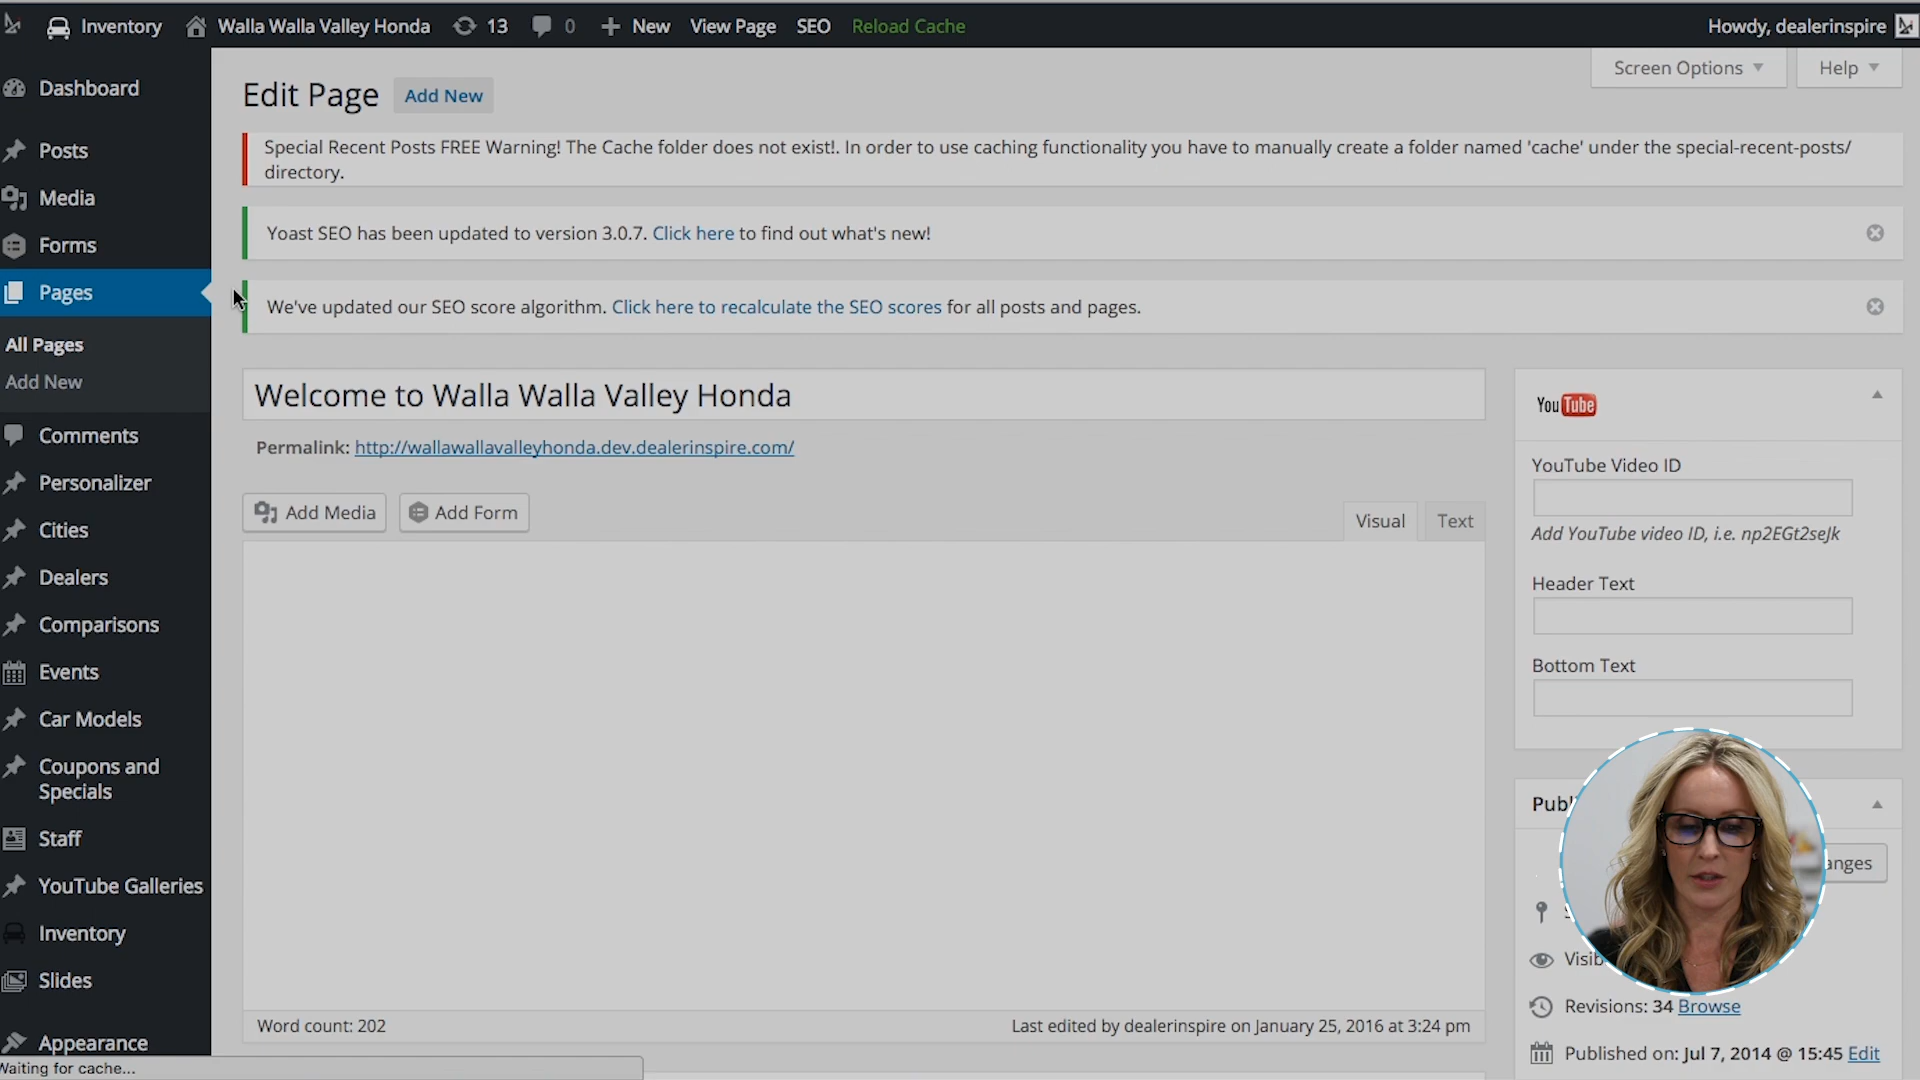 Inventory
Walla Walla Valley Honda
13
0
New
View Page
SEO
Reload Cache
Howdy, dealerinspire
Dashboard
Posts
Media
Forms
Pages
All Pages
Add New
Comments
Personalizer
Cities
Dealers
Comparisons
Events
Car Models
Coupons and
Specials
Staff
YouTube Galleries
Inventory
Slides
Appearance
Waiting for cache...
Screen Options
Help
Edit Page
Add New
Special Recent Posts FREE Warning! The Cache folder does not exist!. In order to use caching functionality you have to manually create a folder named 'cache' under the special-recent-posts/
directory.
Yoast SEO has been updated to version 3.0.7. Click here to find out what's new!
We've updated our SEO score algorithm. Click here to recalculate the SEO scores for all posts and pages.
Welcome to Walla Walla Valley Honda
Permalink: http://wallawallavalleyhonda.dev.dealerinspire.com/
Add Media
Add Form
Visual
Text
Word count: 202
Last edited by dealerinspire on January 25, 2016 at 3:24 pm
YouTube
YouTube Video ID
Add YouTube video ID, i.e. np2EGt2seJk
Header Text
Bottom Text
Revisions: 34 Browse
Published on: Jul 7, 2014 @ 15:45 Edit